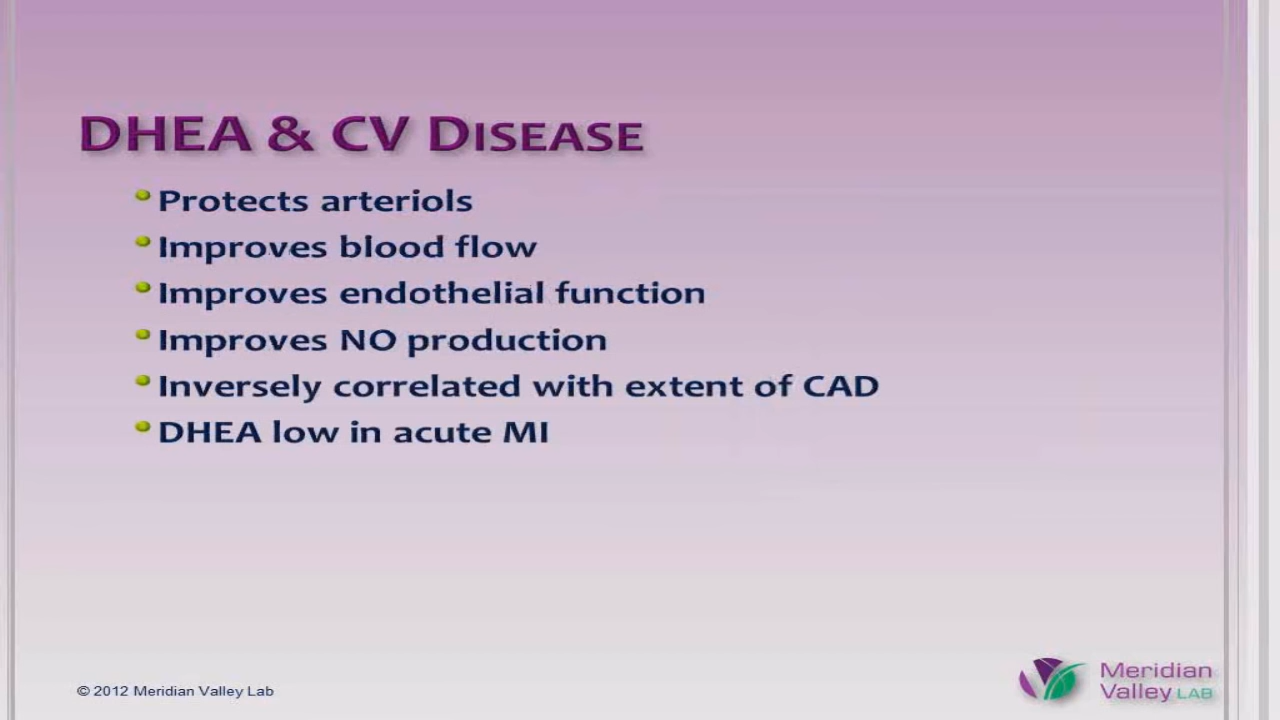 DHEA & CV DISEASE
Protects arteriols
Improves blood flow
Improves endothelial function
Improves NO production
Inversely correlated with extent of CAD
DHEA low in acute MI
© 2012 Meridian Valley Lab
Meridian
Valley LAB